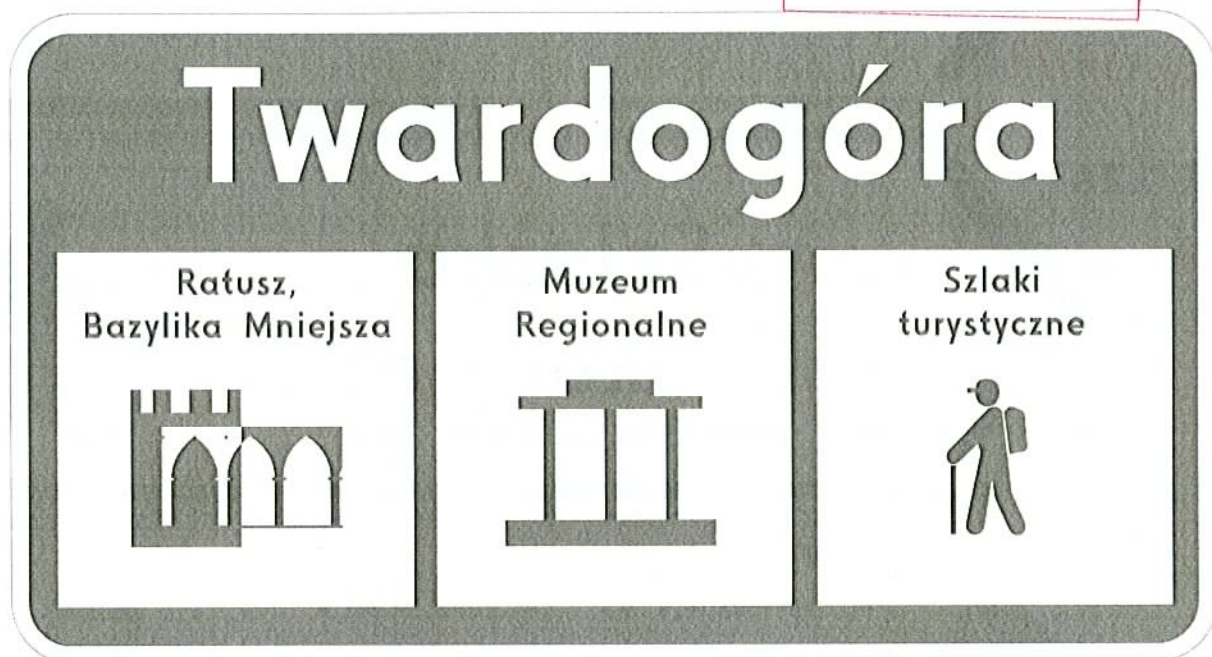 Twardogóra
Ratusz,
Bazylika Mniejsza
Muzeum
Regionalne
Szlaki
turystyczne